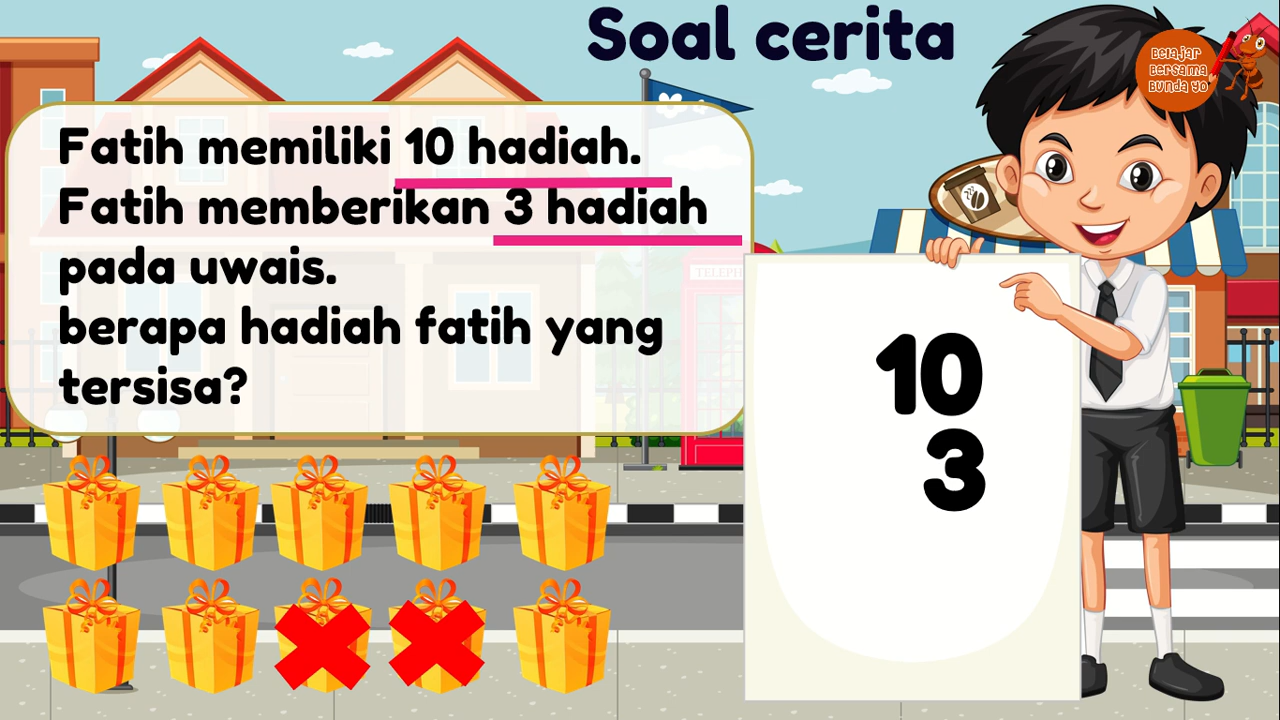 Soal cerita
BElaJar
BErsama
BUnDa YO
Fatih memiliki 10 hadiah.
Fatih memberikan 3 hadiah
pada uwais.
berapa hadiah fatih yang
tersisa?
TELEPH
10
3